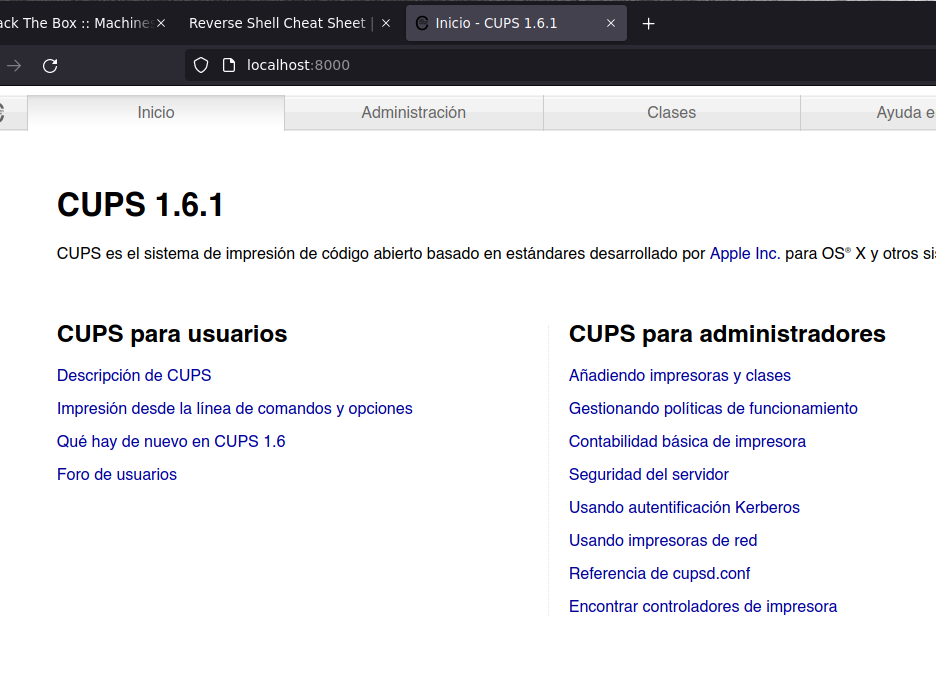 ack The Box :: Machines Reverse Shell Cheat Sheet | Inicio - CUPS 1.6.1
localhost:8000
Inicio Administración Clases Ayuda e
CUPS 1.6.1
CUPS es el sistema de impresión de código abierto basado en estándares desarrollado por Apple Inc. para OS® X y otros si
CUPS para usuarios
Descripción de CUPS
Impresión desde la línea de comandos y opciones
Qué hay de nuevo en CUPS 1.6
Foro de usuarios
CUPS para administradores
Añadiendo impresoras y clases
Gestionando políticas de funcionamiento
Contabilidad básica de impresora
Seguridad del servidor
Usando autentificación Kerberos
Usando impresoras de red
Referencia de cupsd.conf
Encontrar controladores de impresora